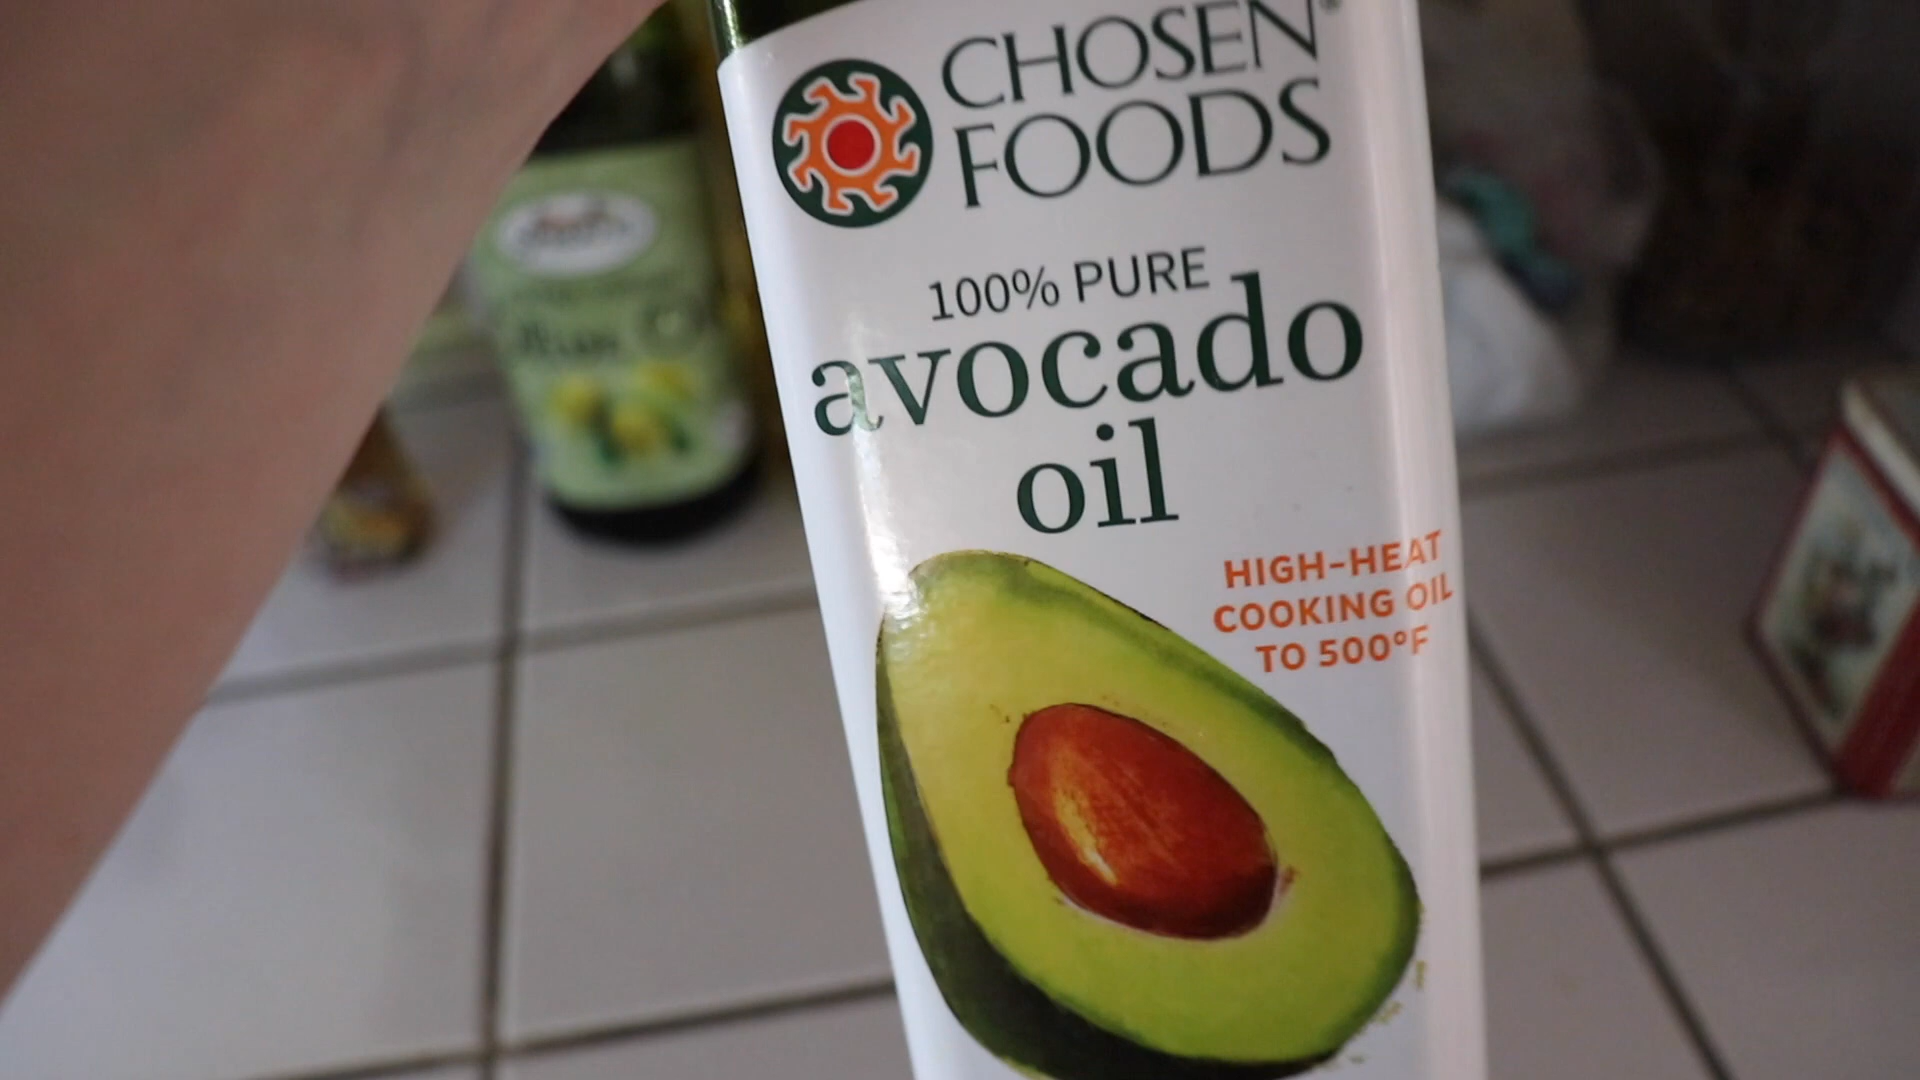 CHOSEN®
FOODS
100% PURE
avocado
oil
HIGH-HEAT
COOKING OIL
TO 500°F